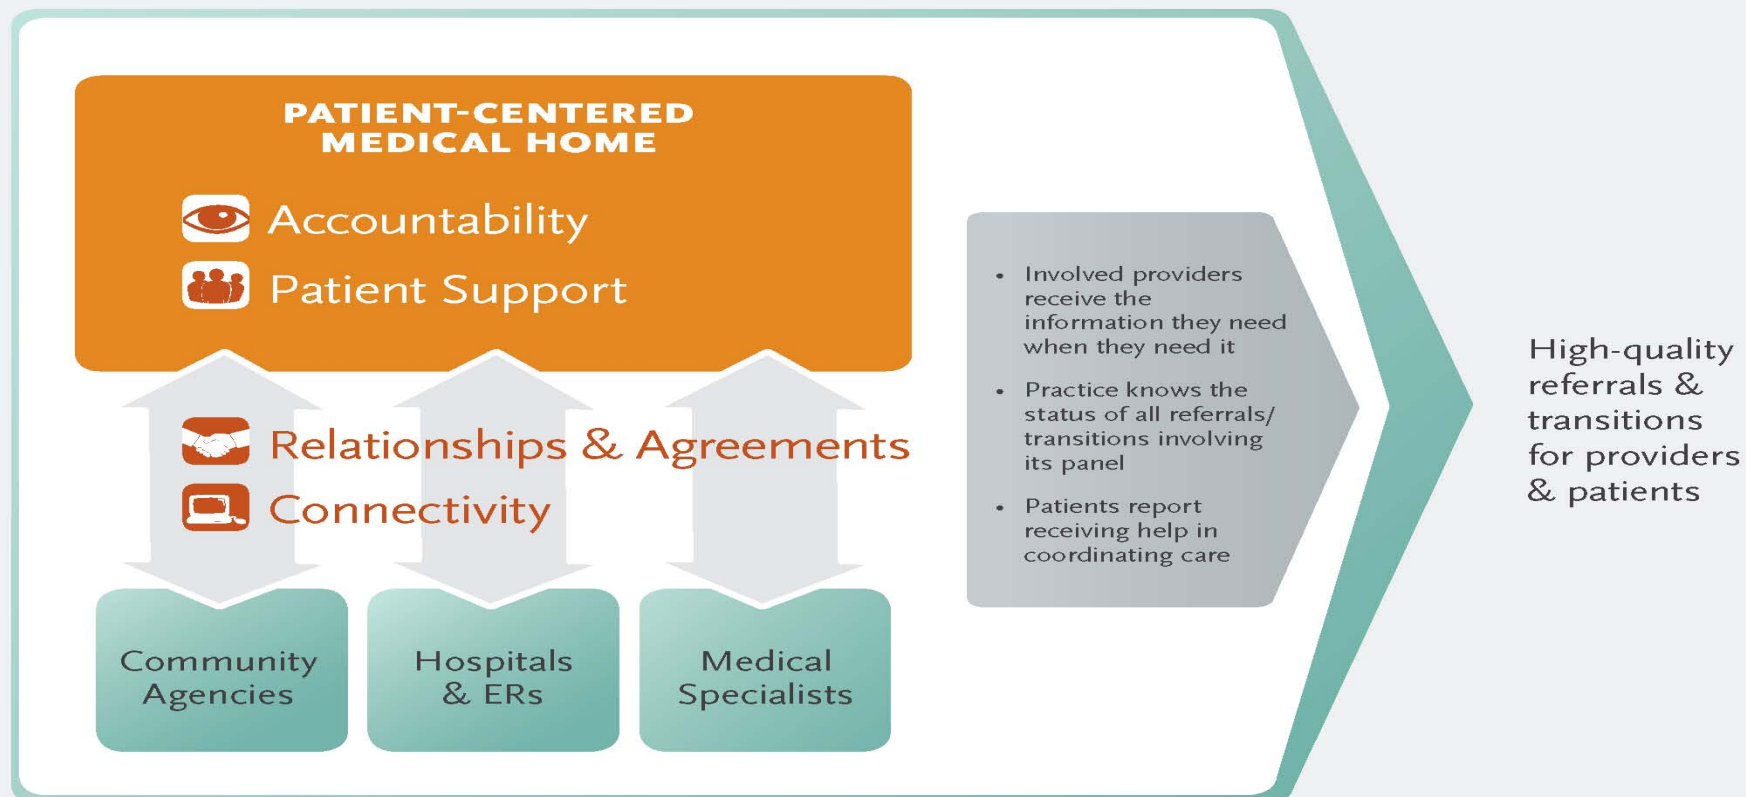 PATIENT-CENTERED
MEDICAL HOME
Accountability
Patient Support
Relationships & Agreements
Connectivity
Community
Agencies
Hospitals
& ERs
Medical
Specialists
• Involved providers
receive the
information they need
when they need it
• Practice knows the
status of all referrals/
transitions involving
its panel
• Patients report
receiving help in
coordinating care
High-quality
referrals &
transitions
for providers
& patients